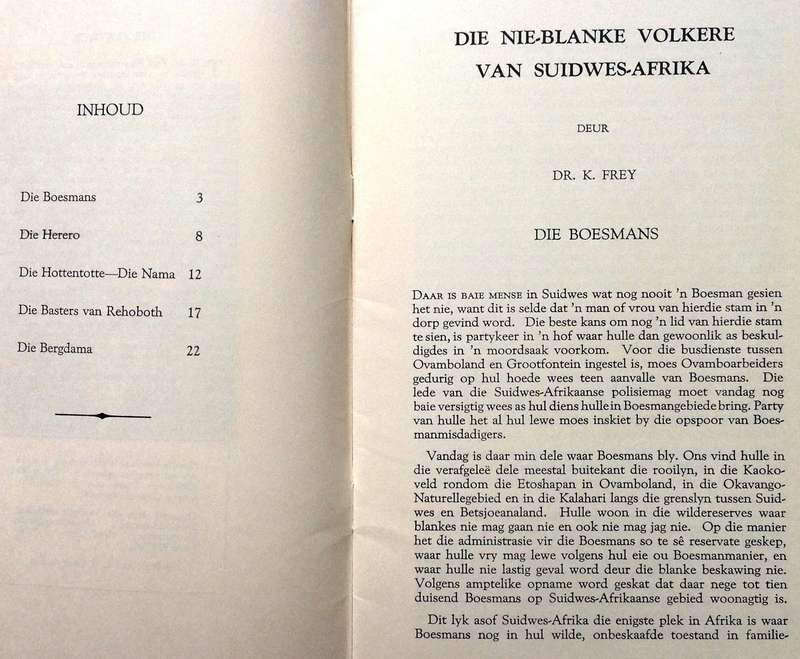 INHOUD
Die Boesmans 3
Die Herero 8
Die Hottentotte—Die Nama 12
Die Basters van Rehoboth 17
Die Bergdama 22
DIE NIE-BLANKE VOLKERE
VAN SUIDWES-AFRIKA
DEUR
DR. K. FREY
DIE BOESMANS
DAAR IS BAIE MENSE in Suidwes wat nog nooit 'n Boesman gesien
het nie, want dit is selde dat 'n man of vrou van hierdie stam in 'n
dorp gevind word. Die beste kans om nog 'n lid van hierdie stam
te sien, is partykeer in 'n hof waar hulle dan gewoonlik as beskul-
digdes in 'n moordsaak voorkom. Voor die busdienste tussen
Ovamboland en Grootfontein ingestel is, moes Ovamboarbeiders
gedurig op hul hoede wees teen aanvalle van Boesmans. Die
lede van die Suidwes-Afrikaanse polisiemag moet vandag nog
baie versigtig wees as hul diens hulle in Boesmangebiede bring. Party
van hulle het al hul lewe moes inskiet by die opspoor van Boes-
manmisdadigers.
Vandag is daar min dele waar Boesmans bly. Ons vind hulle in
die verafgeleë dele meestal buitekant die rooilyn, in die Kaoko-
veld rondom die Etoshapan in Ovamboland, in die Okavango-
Naturellegebied en in die Kalahari langs die grenslyn tussen Suid-
wes en Betsjoeanaland. Hulle woon in die wildereserves waar
blankes nie mag gaan nie en ook nie mag jag nie. Op die manier
het die administrasie vir die Boesmans so te sê reservate geskep,
waar hulle vry mag lewe volgens hul eie ou Boesmanmanier, en
waar hulle nie lastig geval word deur die blanke beskawing nie.
Volgens amptelike opname word geskat dat daar nege tot tien
duisend Boesmans op Suidwes-Afrikaanse gebied woonagtig is.
Dit lyk asof Suidwes-Afrika die enigste plek in Afrika is waar
Boesmans nog in hul wilde, onbeskaafde toestand in familie-